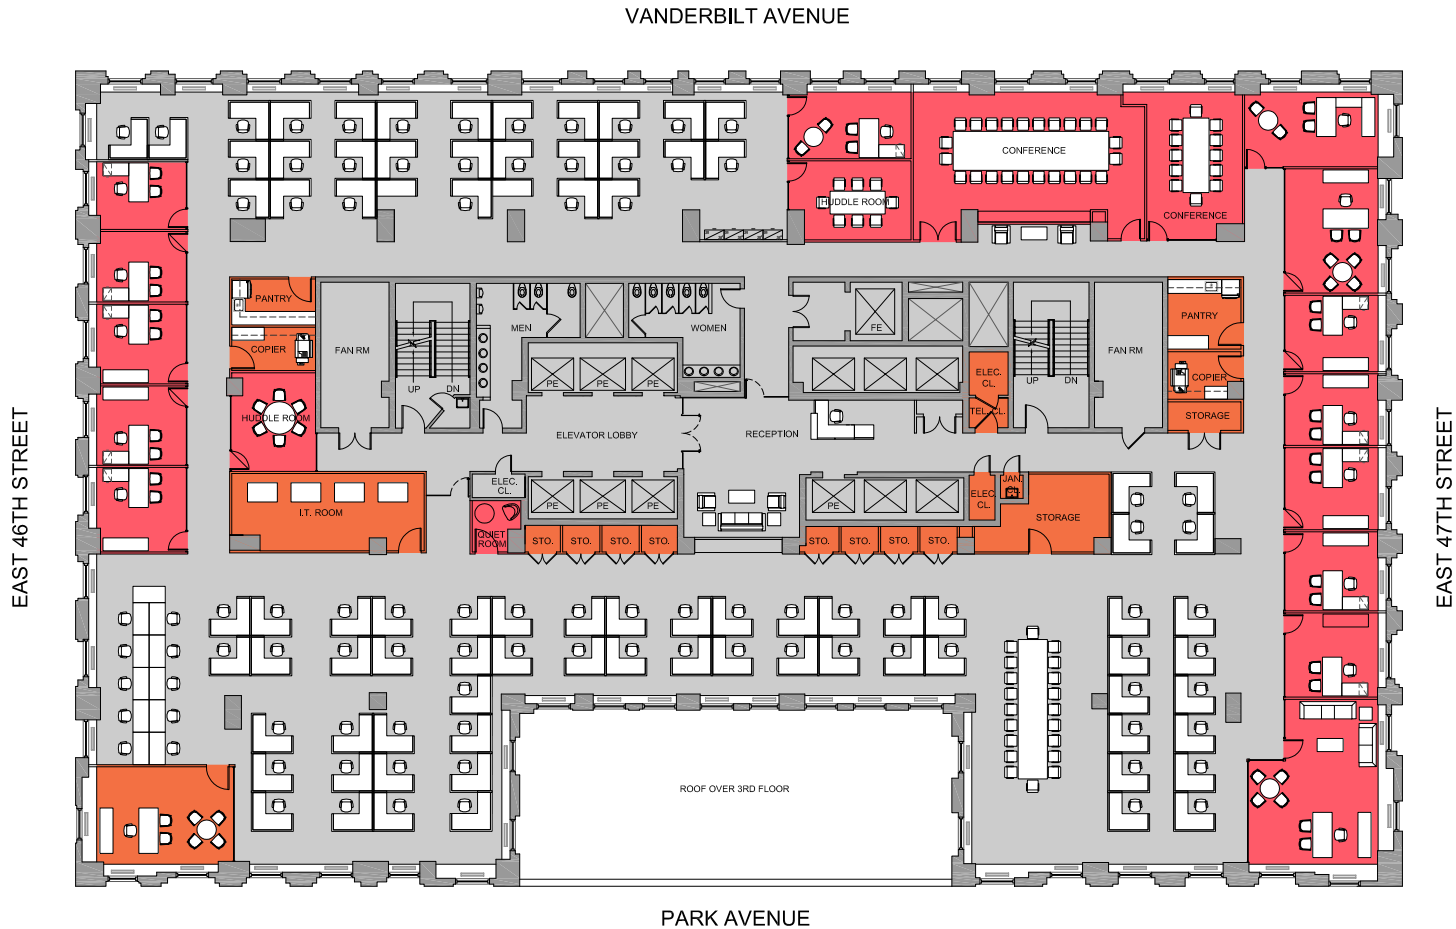 VANDERBILT AVENUE
CONFERENCE
HUDDLE ROOM
CONFERENCE
PANTRY
MEN
WOMEN
FE
PANTRY
COPIER
FAN RM
FAN RM
UP
DN
PE
PE
PE
ELEC.
CL.
UP
DN
COPIER
HUDDLE ROOM
TEL. CL.
STORAGE
ELEVATOR LOBBY
RECEPTION
EAST 46TH STREET
EAST 47TH STREET
ELEC.
CL.
JAN.
CL.
ELEC.
CL.
PE
PE
PE
PE
I.T. ROOM
STORAGE
QUIET
ROOM
STO.
STO.
STO.
STO.
STO.
STO.
STO.
STO.
ROOF OVER 3RD FLOOR
PARK AVENUE